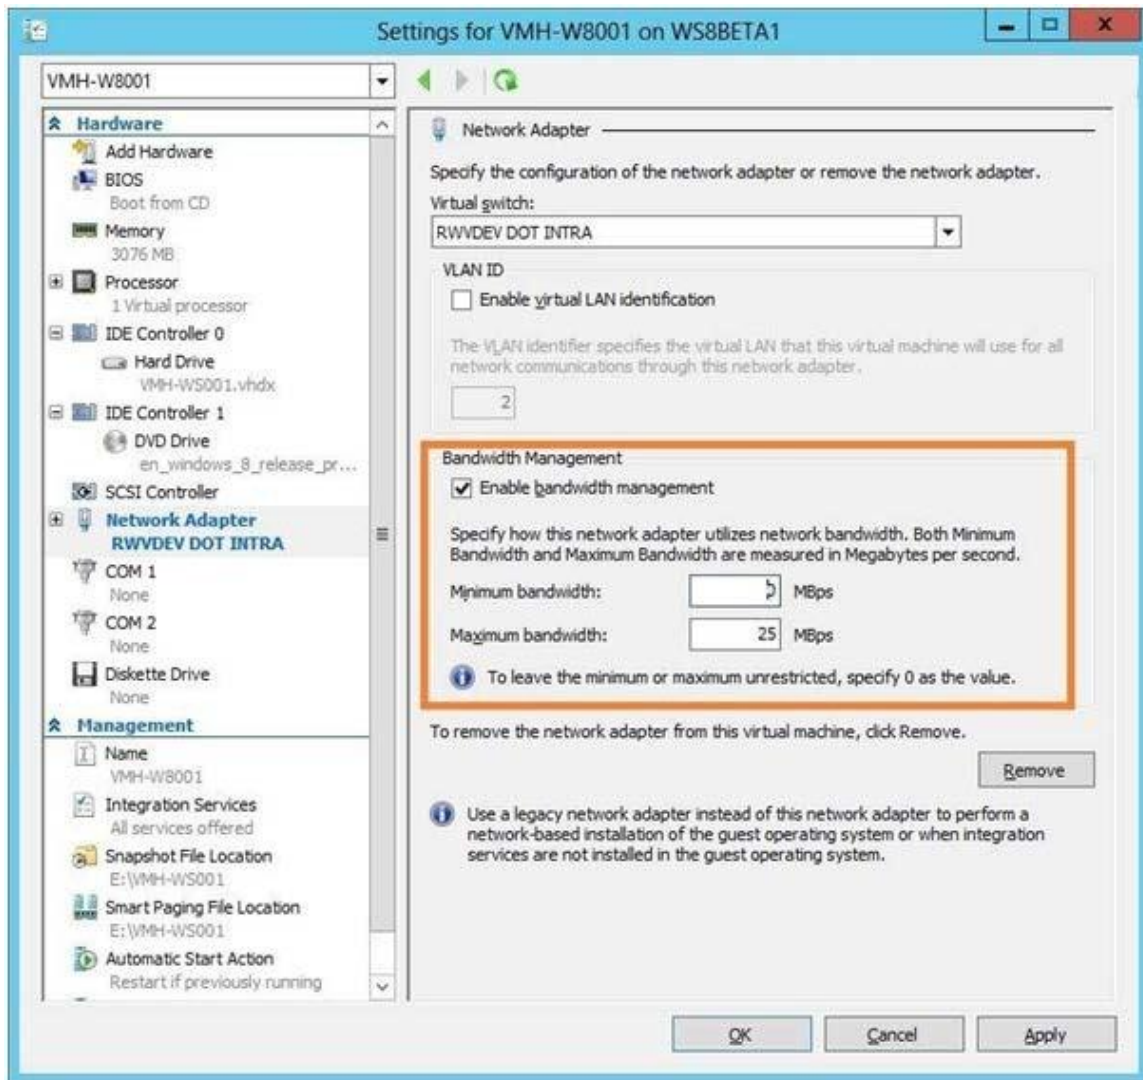 Settings for VMH-W8001 on WS8BETA1
X
VMH-W8001
Hardware
Add Hardware
BIOS
Boot from CD
Memory
3076 MB
Processor
1 Virtual processor
IDE Controller 0
Hard Drive
VMH-WS001.vhdx
IDE Controller 1
DVD Drive
en_windows_8_release_pr...
SCSI Controller
Network Adapter
RWVDEV DOT INTRA
COM 1
None
COM 2
None
Diskette Drive
None
Management
Name
VMH-W8001
Integration Services
All services offered
Snapshot File Location
E:\VMH-WS001
Smart Paging File Location
E:\VMH-WS001
Automatic Start Action
Restart if previously running
Network Adapter
Specify the configuration of the network adapter or remove the network adapter.
Virtual switch:
RWVDEV DOT INTRA
VLAN ID
Enable virtual LAN identification
The VLAN identifier specifies the virtual LAN that this virtual machine will use for all
network communications through this network adapter.
2
Bandwidth Management
Enable bandwidth management
Specify how this network adapter utilizes network bandwidth. Both Minimum
Bandwidth and Maximum Bandwidth are measured in Megabytes per second.
Minimum bandwidth: MBps
Maximum bandwidth: 25 MBps
To leave the minimum or maximum unrestricted, specify 0 as the value.
To remove the network adapter from this virtual machine, click Remove.
Remove
Use a legacy network adapter instead of this network adapter to perform a
network-based installation of the guest operating system or when integration
services are not installed in the guest operating system.
OK Cancel Apply